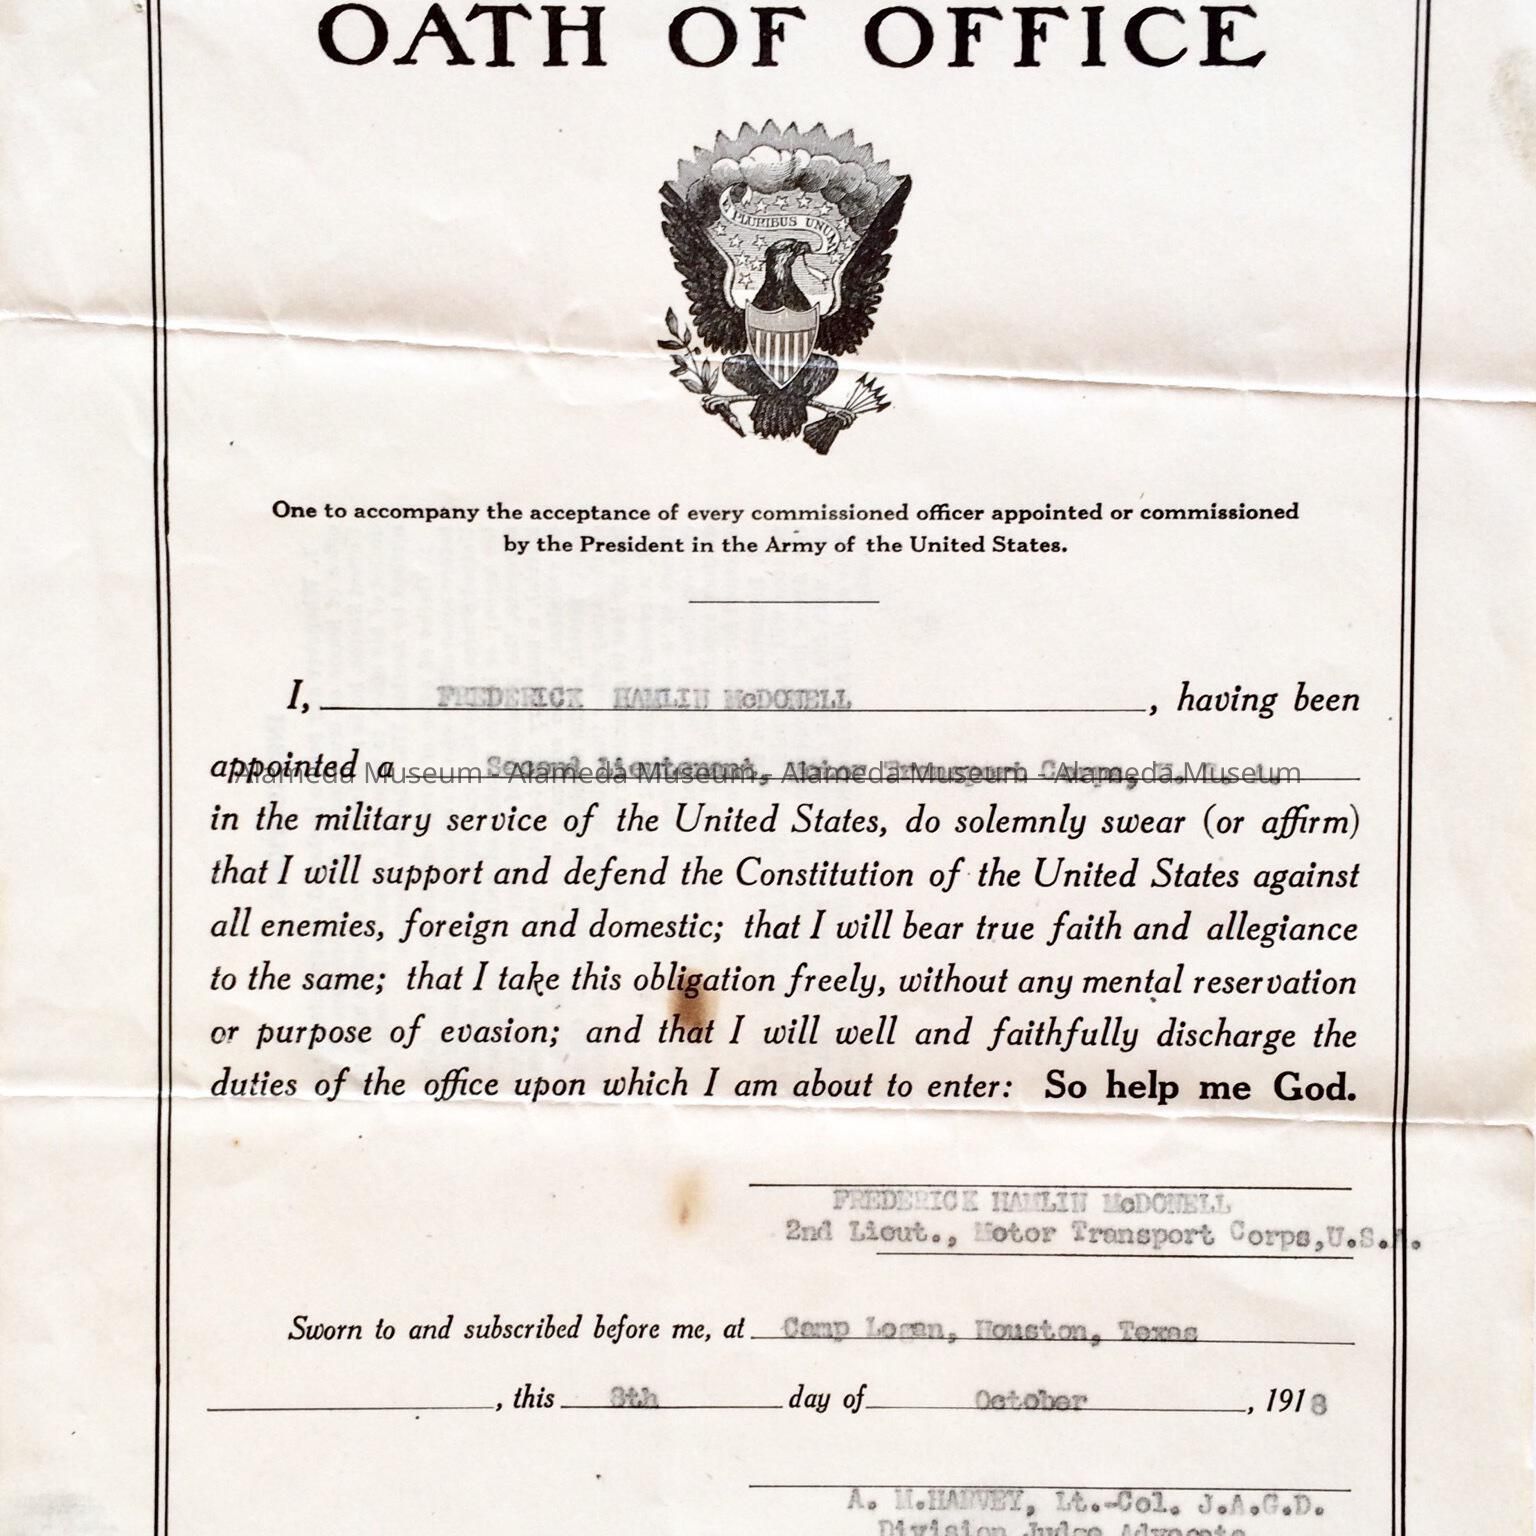 OATH OF OFFICE
E PLURIBUS UNUM
One to accompany the acceptance of every commissioned officer appointed or commissioned
by the President in the Army of the United States.
I, FREDERICK HAMLIN McDONELL, having been
appointed a Second Lieutenant, Motor Transport Corps, U. S. A.
Alameda Museum - Alameda Museum - Alameda Museum - Alameda Museum
in the military service of the United States, do solemnly swear (or affirm)
that I will support and defend the Constitution of the United States against
all enemies, foreign and domestic; that I will bear true faith and allegiance
to the same; that I take this obligation freely, without any mental reservation
or purpose of evasion; and that I will well and faithfully discharge the
duties of the office upon which I am about to enter: So help me God.
FREDERICK HAMLIN McDONELL
2nd Lieut., Motor Transport Corps,U.S.A.
Sworn to and subscribed before me, at Camp Logan, Houston, Texas
, this 8th day of October, 1918
A. M.HARVEY, Lt.-Col. J.A.G.D.
Division Judge Advocate